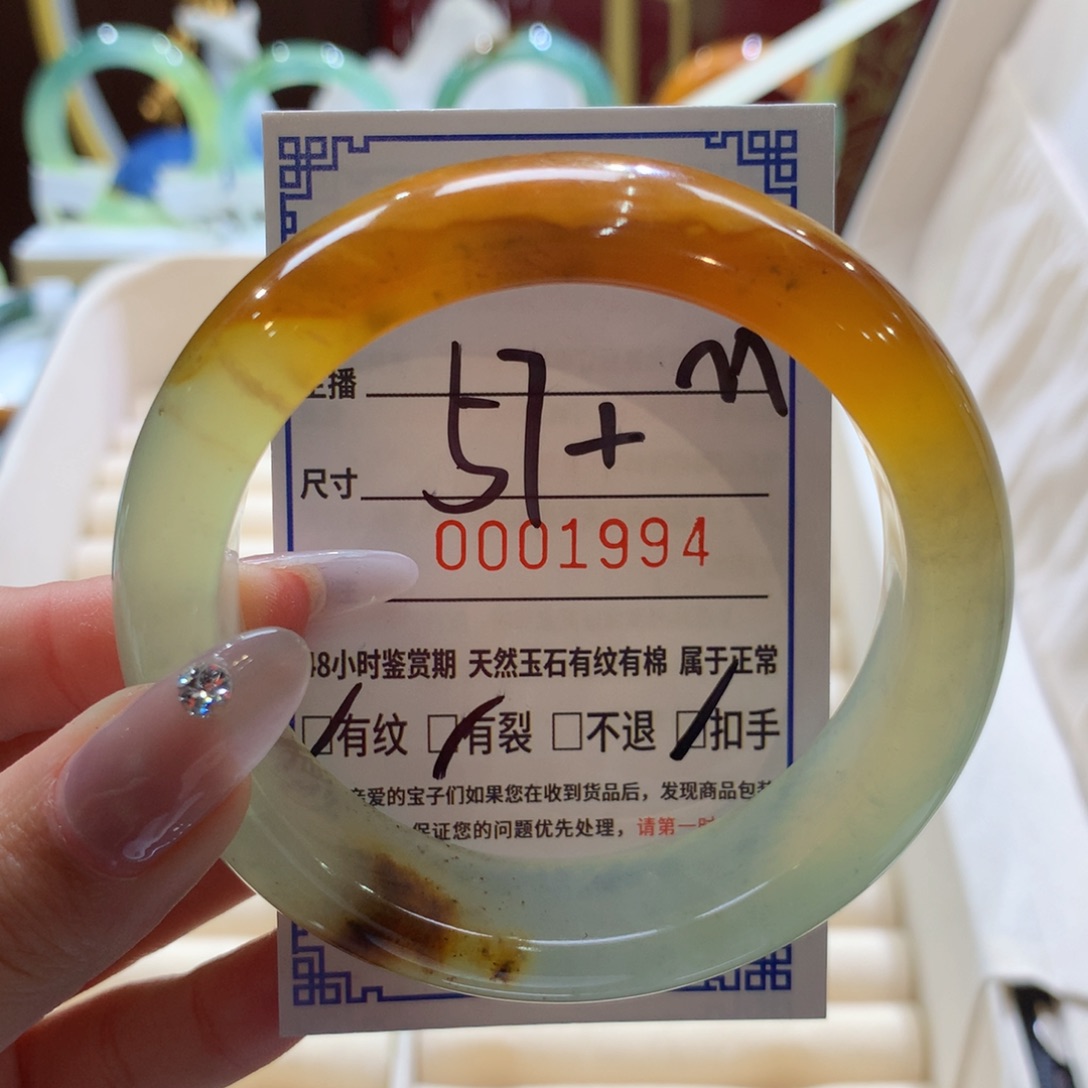 播 m
尺寸 57+
0001994
48小时鉴赏期 天然玉石有纹有棉 属于正常
□有纹 □有裂 □不退 □扣手
亲爱的宝子们如果您在收到货品后，发现商品包装
保证您的问题优先处理，请第一时